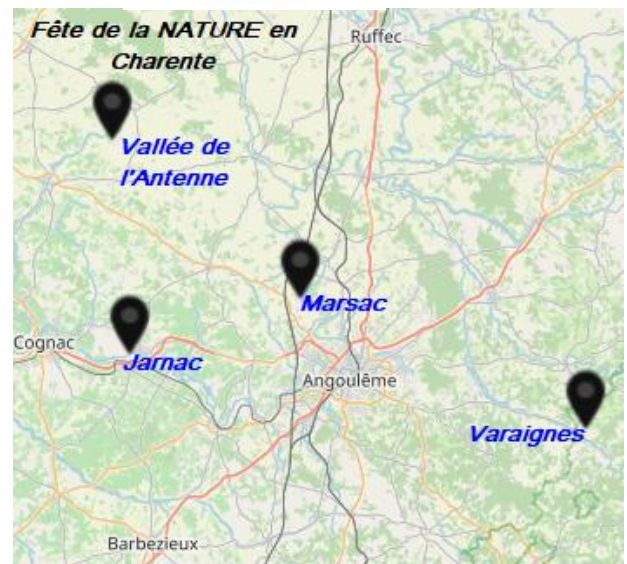 Fête de la NATURE en
Charente
Ruffec
Vallée de
l'Antenne
Marsac
Cognac
Jarnac
Angoulême
Varaignes
Barbezieux